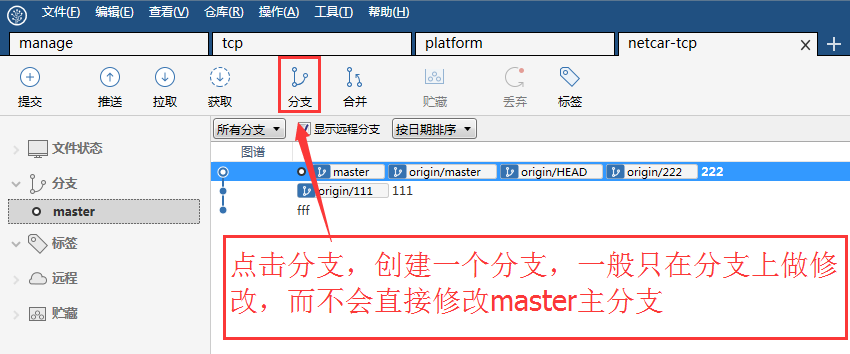 文件(F) 编辑(E) 查看(V) 仓库(R) 操作(A) 工具(T) 帮助(H)
manage tcp platform netcar-tcp
提交 推送 拉取 获取 分支 合并 贮藏 丢弃 标签
所有分支 显示远程分支 按日期排序
文件状态
图谱
master origin/master origin/HEAD origin/222 222
分支
origin/111 111
master
fff
标签
远程
贮藏
点击分支，创建一个分支，一般只在分支上做修
改，而不会直接修改master主分支